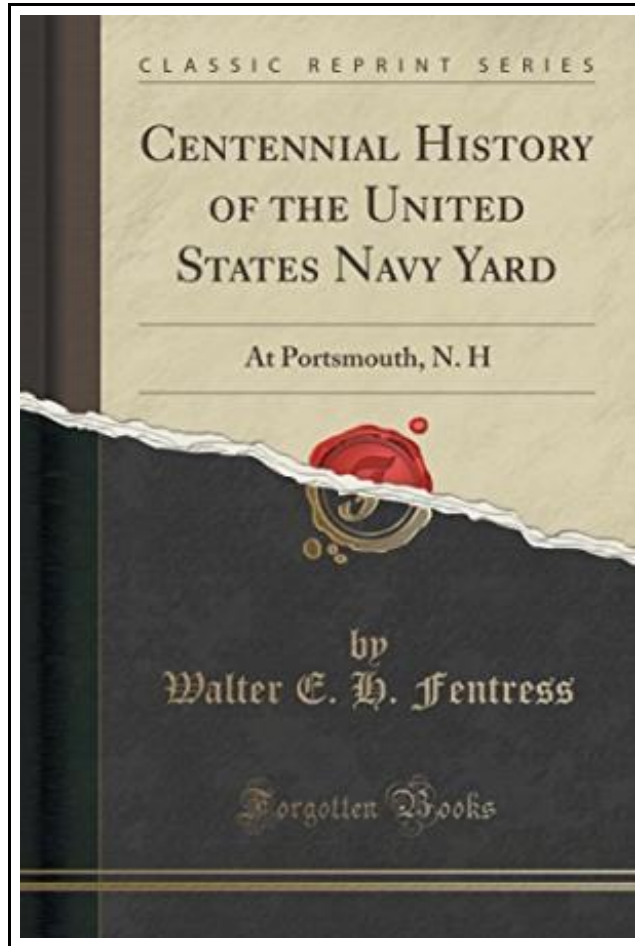 CLASSIC REPRINT SERIES
CENTENNIAL HISTORY
OF THE UNITED
STATES NAVY YARD
At Portsmouth, N. H
by
Walter E. H. Fentress
Forgotten Books